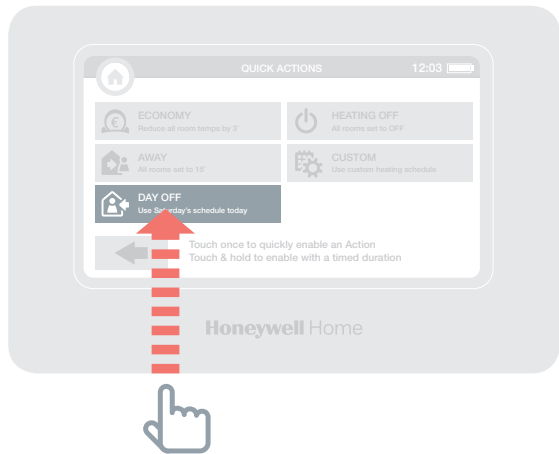 QUICK ACTIONS 12:03
ECONOMY
Reduce all room temps by 3˚
HEATING OFF
All rooms set to OFF
AWAY
All rooms set to 15˚
CUSTOM
Use custom heating schedule
DAY OFF
Use Saturday's schedule today
Touch once to quickly enable an Action
Touch & hold to enable with a timed duration
Honeywell Home